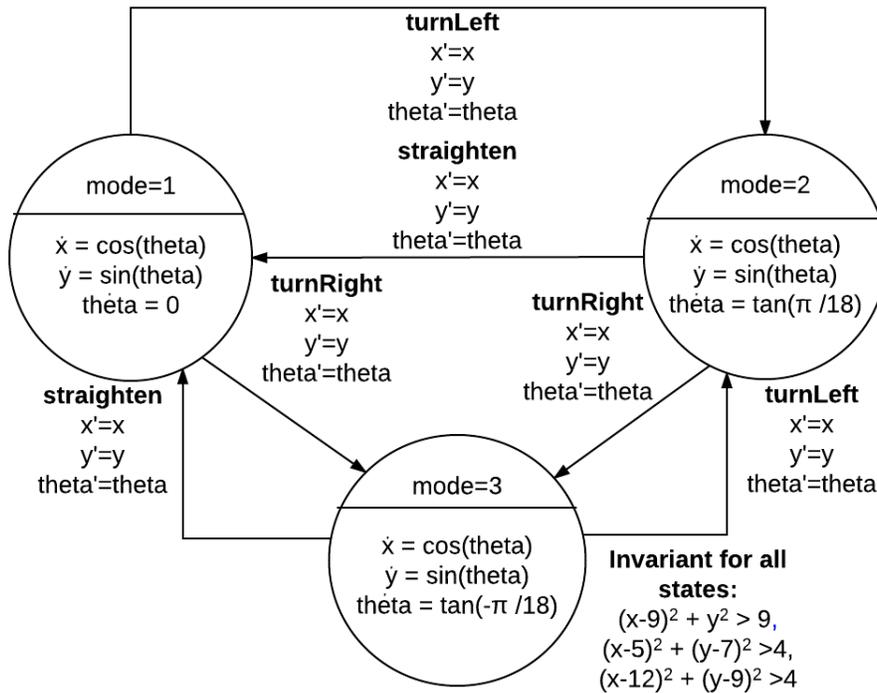 turnLeft
x'=x
y'=y
theta'=theta
straighten
x'=x
y'=y
theta'=theta
mode=1
ẋ = cos(theta)
ẏ = sin(theta)
thėta = 0
mode=2
ẋ = cos(theta)
ẏ = sin(theta)
thėta = tan(π /18)
turnRight
x'=x
y'=y
theta'=theta
turnRight
x'=x
y'=y
theta'=theta
straighten
x'=x
y'=y
theta'=theta
turnLeft
x'=x
y'=y
theta'=theta
mode=3
ẋ = cos(theta)
ẏ = sin(theta)
thėta = tan(-π /18)
Invariant for all
states:
(x-9)² + y² > 9,
(x-5)² + (y-7)² >4,
(x-12)² + (y-9)² >4